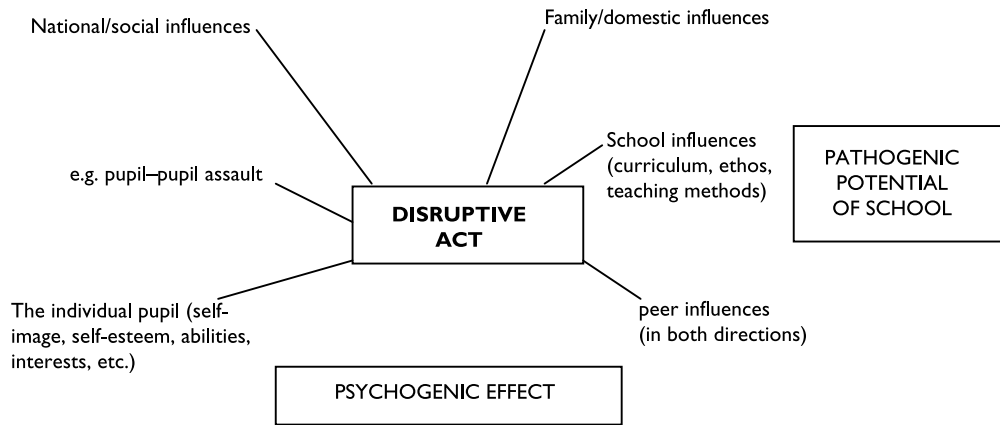 National/social influences
Family/domestic influences
e.g. pupil–pupil assault
School influences
(curriculum, ethos,
teaching methods)
PATHOGENIC
POTENTIAL
OF SCHOOL
DISRUPTIVE
ACT
The individual pupil (self-
image, self-esteem, abilities,
interests, etc.)
peer influences
(in both directions)
PSYCHOGENIC EFFECT